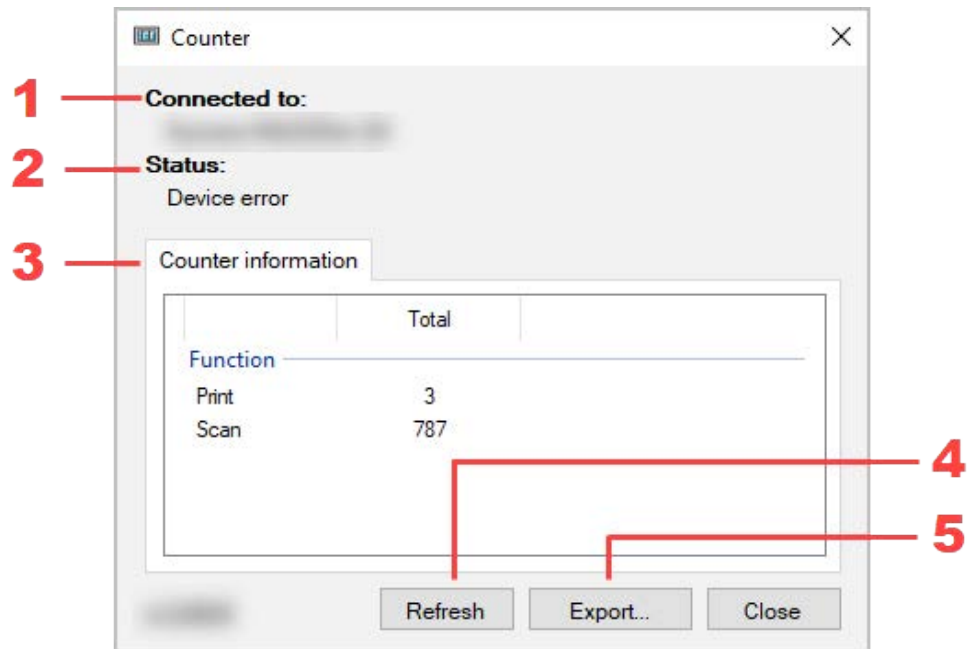 Counter
1 Connected to:
2 Status:
Device error
3 Counter information
Total
Function
Print 3
Scan 787
4
5
Refresh Export... Close